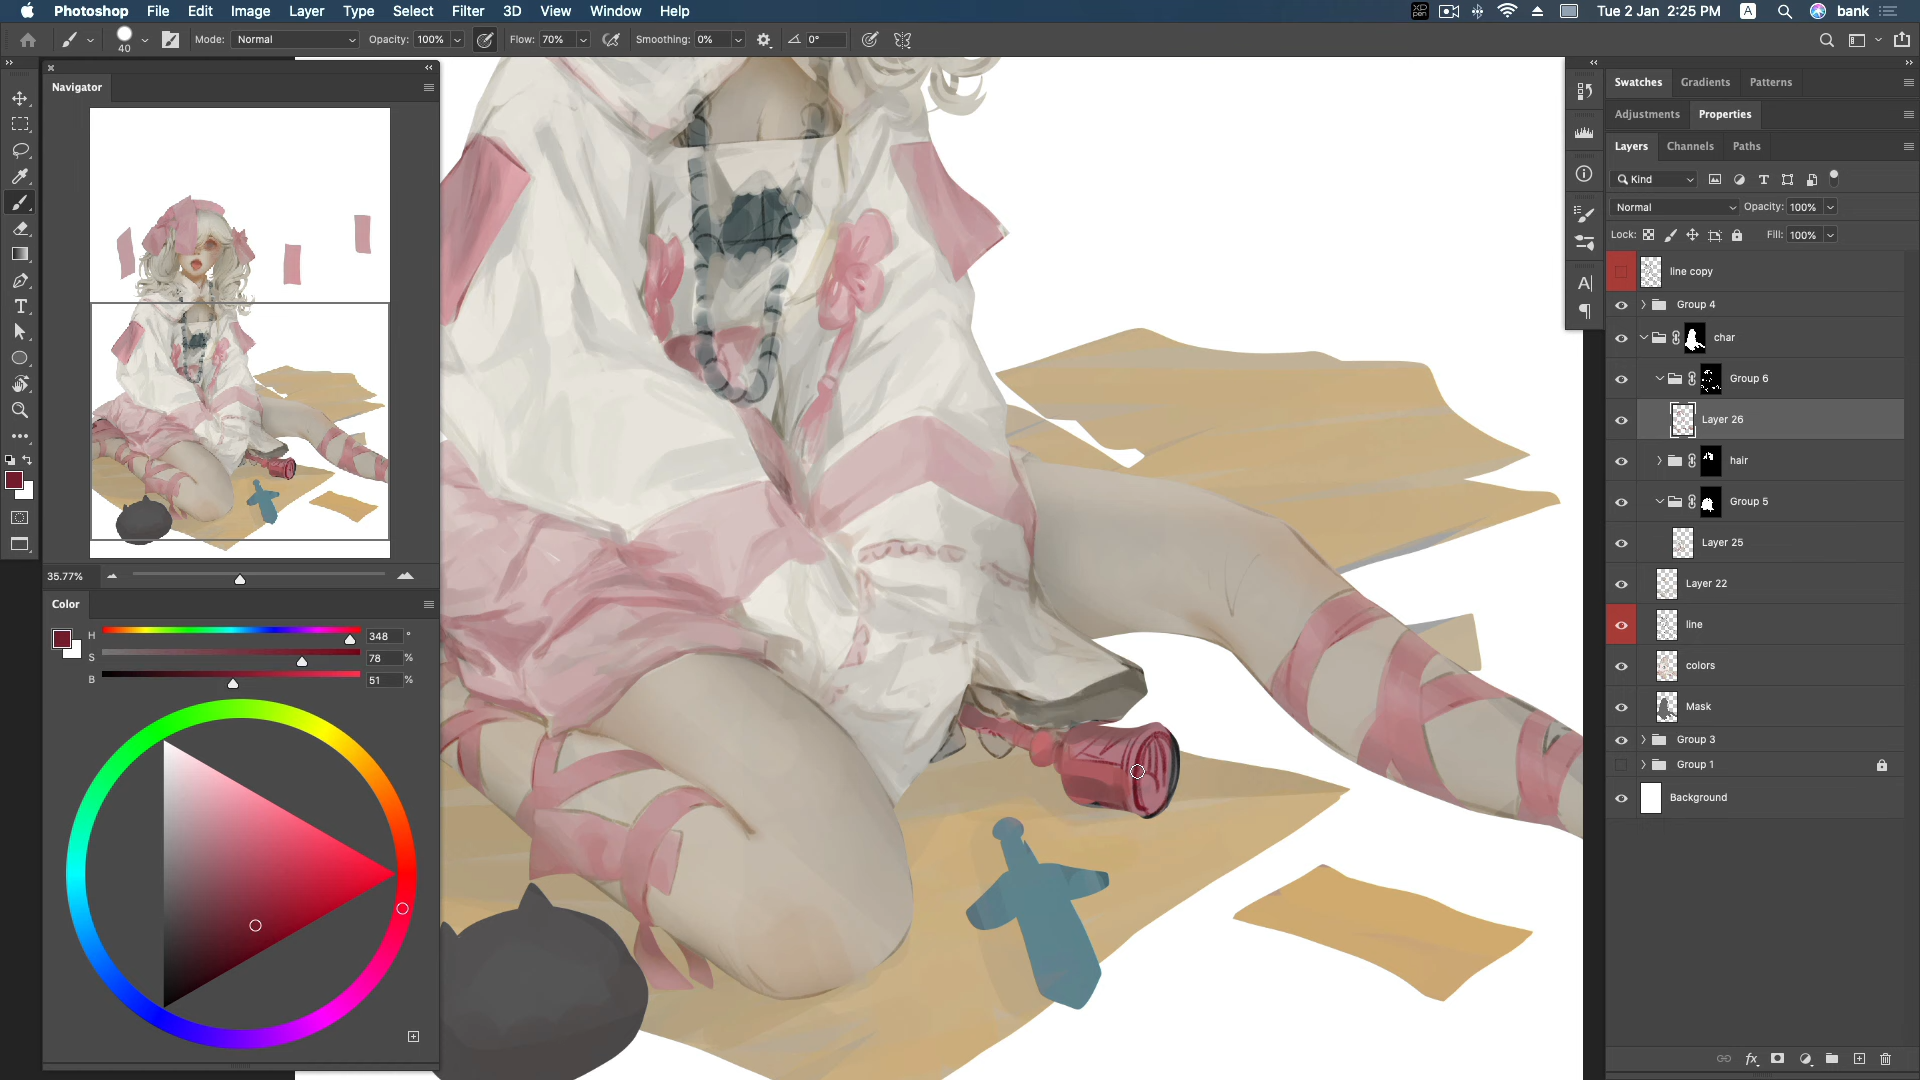 Photoshop File Edit Image Layer Type Select Filter 3D View Window Help
Tue 2 Jan 2:25 PM A bank
40 Mode: Normal Opacity: 100% Flow: 70% Smoothing: 0% 0°
Navigator
35.77%
Color
H 348 °
S 78 %
B 51 %
Swatches Gradients Patterns
Adjustments Properties
Layers Channels Paths
Kind
Normal Opacity: 100%
Lock: Fill: 100%
line copy
Group 4
char
Group 6
Layer 26
hair
Group 5
Layer 25
Layer 22
line
colors
Mask
Group 3
Group 1
Background